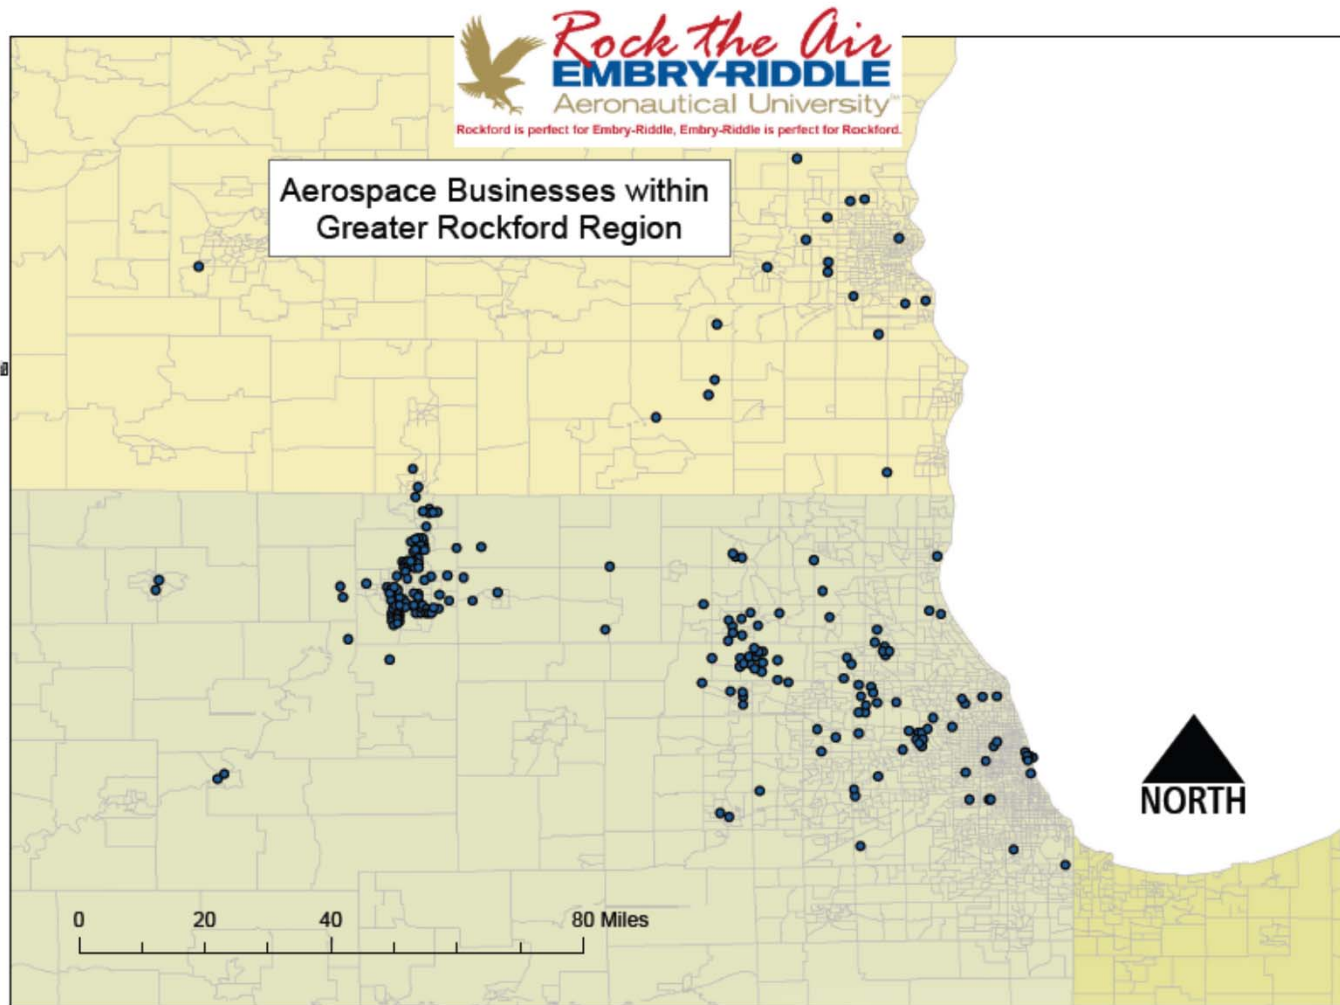 Rock the Air
EMBRY-RIDDLE
Aeronautical University
Rockford is perfect for Embry-Riddle, Embry-Riddle is perfect for Rockford.
Aerospace Businesses within
Greater Rockford Region
NORTH
0 20 40 80 Miles